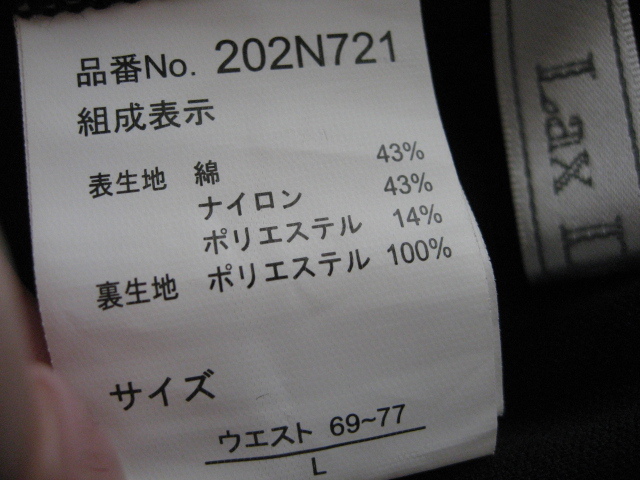 品番No. 202N721
組成表示
表生地 綿 43%
ナイロン 43%
ポリエステル 14%
裏生地 ポリエステル 100%
サイズ
ウエスト 69~77
L
Lax